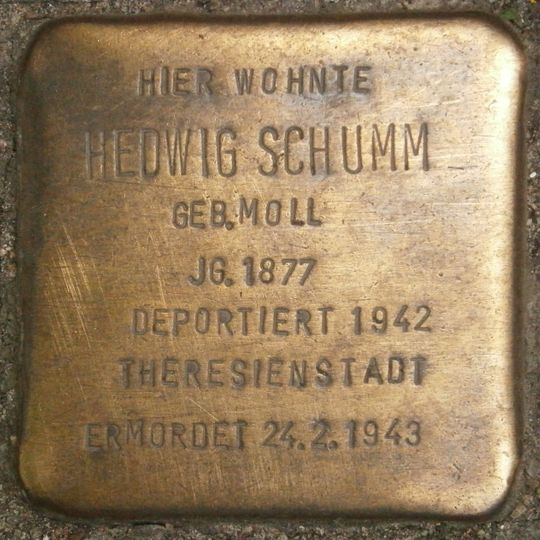 HIER WOHNTE
HEDWIG SCHUMM
GEB. MOLL
JG. 1877
DEPORTIERT 1942
THERESIENSTADT
ERMORDET 24.2.1943